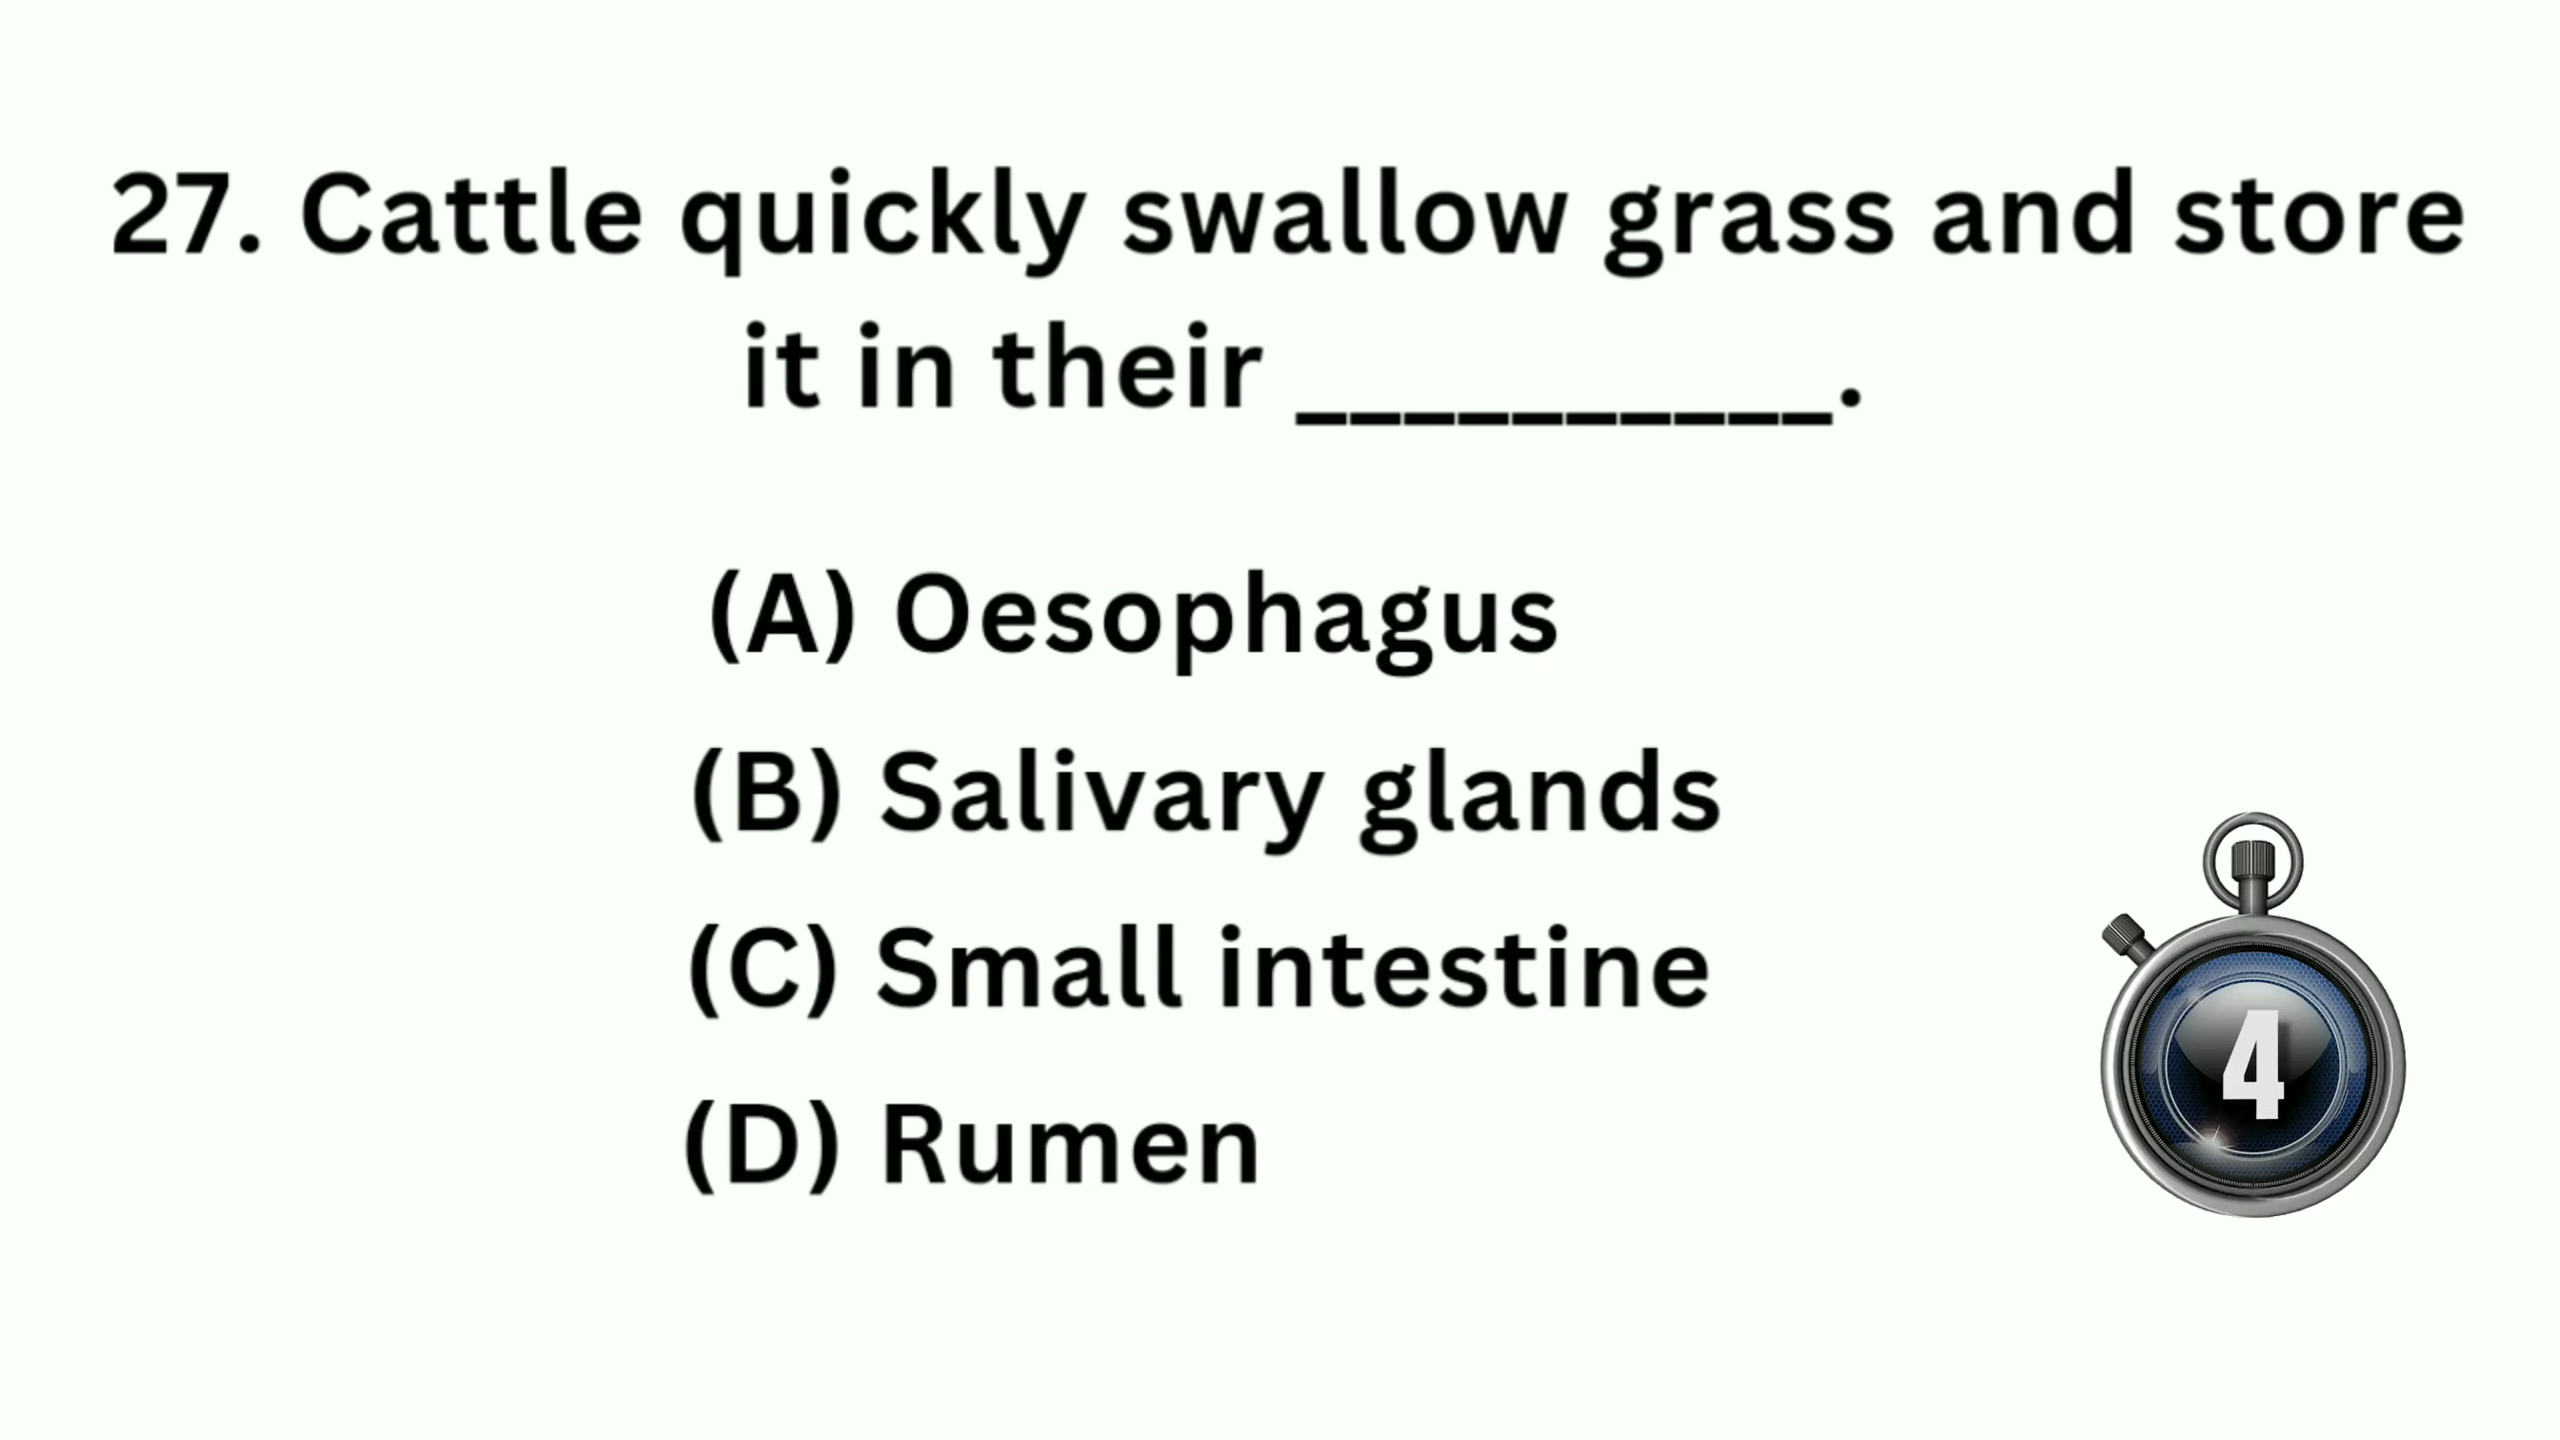 27. Cattle quickly swallow grass and store
it in their __________.
(A) Oesophagus
(B) Salivary glands
(C) Small intestine
(D) Rumen
4